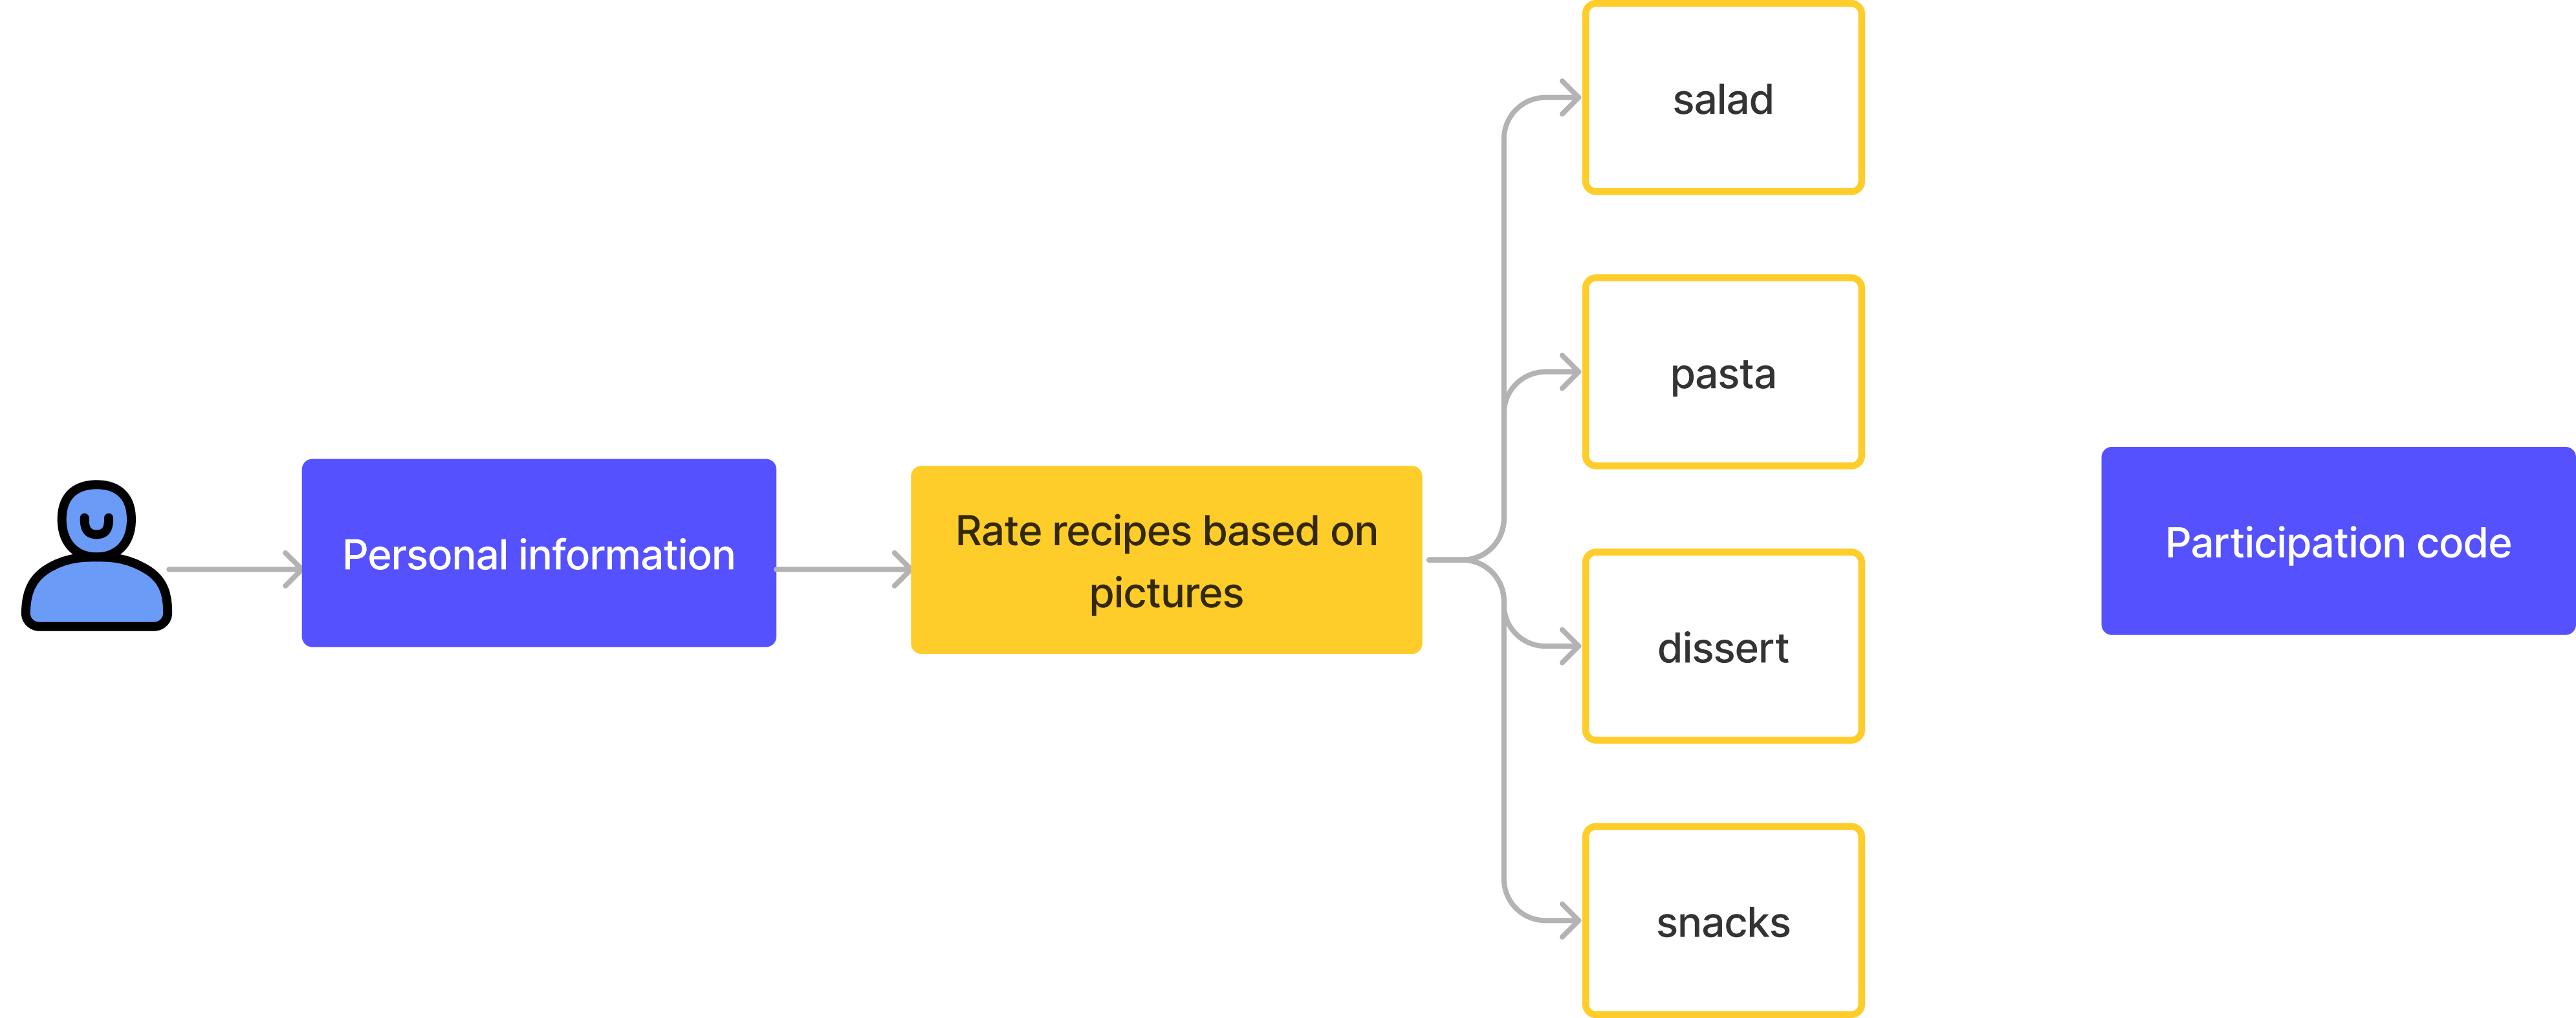 Personal information
Rate recipes based on
pictures
salad
pasta
dissert
snacks
Participation code